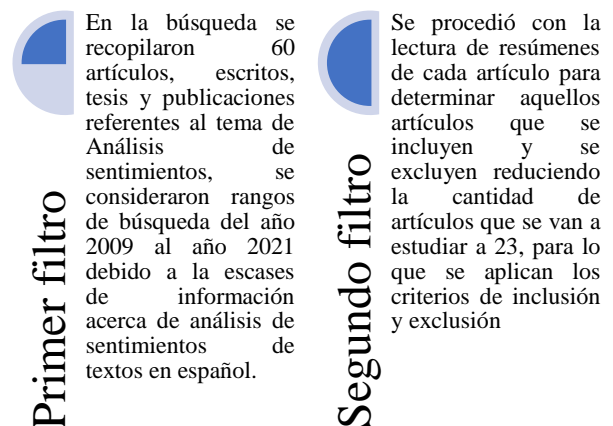 Primer filtro
En la búsqueda se
recopilaron 60
artículos, escritos,
tesis y publicaciones
referentes al tema de
Análisis de
sentimientos, se
consideraron rangos
de búsqueda del año
2009 al año 2021
debido a la escases
de información
acerca de análisis de
sentimientos de
textos en español.
Segundo filtro
Se procedió con la
lectura de resúmenes
de cada artículo para
determinar aquellos
artículos que se
incluyen y se
excluyen reduciendo
la cantidad de
artículos que se van a
estudiar a 23, para lo
que se aplican los
criterios de inclusión
y exclusión